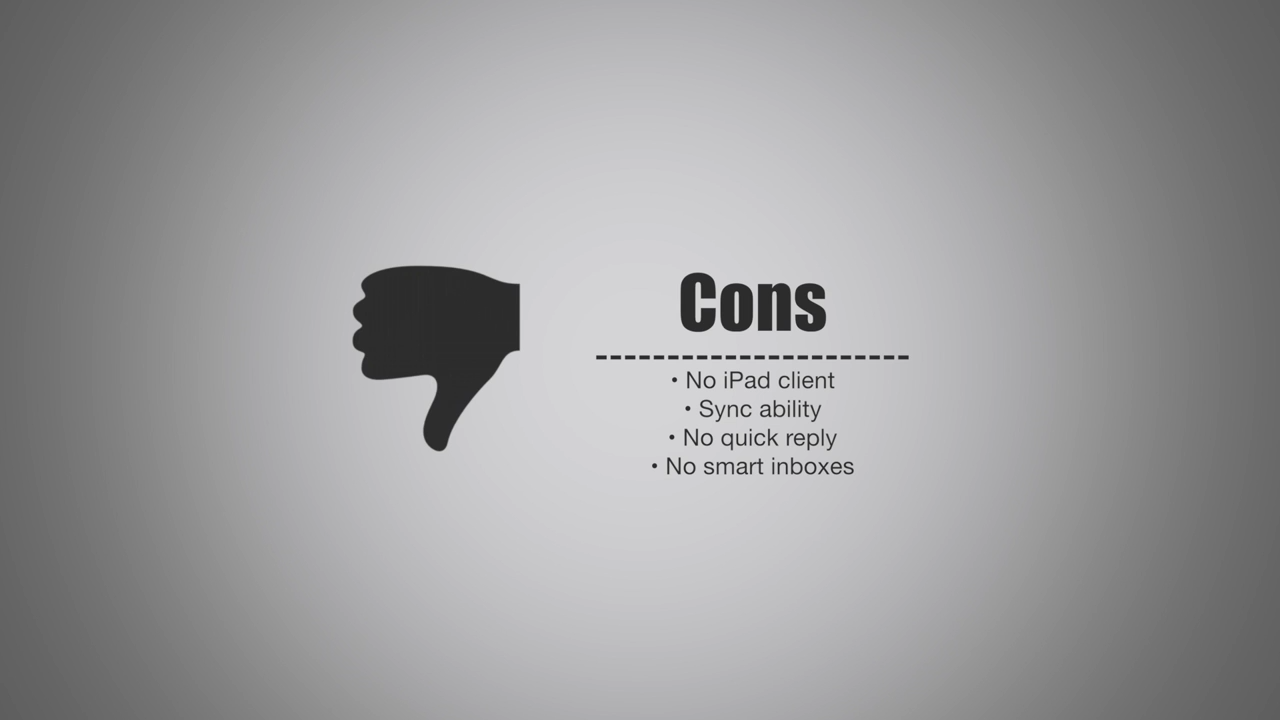 Cons
• No iPad client
• Sync ability
• No quick reply
• No smart inboxes